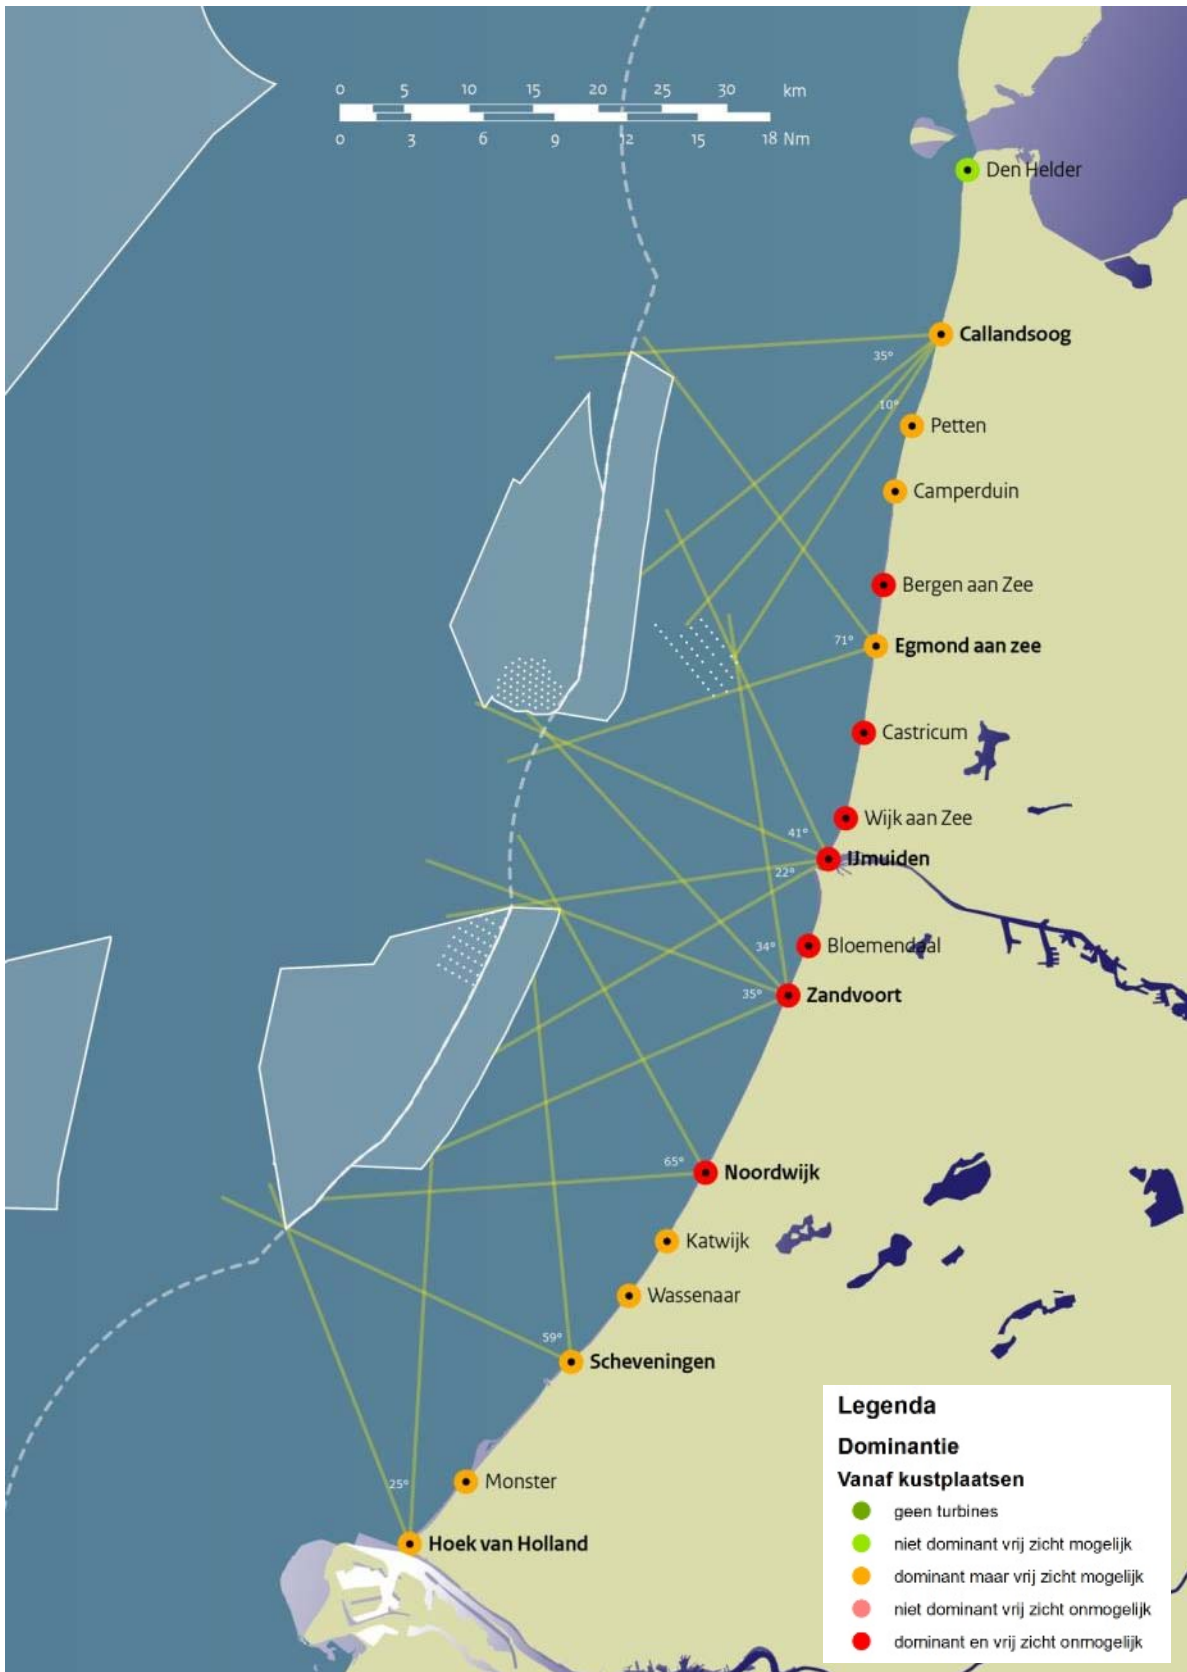 0 5 10 15 20 25 30 km
0 3 6 9 12 15 18 Nm
Den Helder
Callandsoog
35°
10°
Petten
Camperduin
Bergen aan Zee
71°
Egmond aan zee
Castricum
Wijk aan Zee
41°
IJmuiden
22°
34°
Bloemendaal
35°
Zandvoort
65°
Noordwijk
Katwijk
Wassenaar
59°
Scheveningen
25°
Monster
Hoek van Holland
Legenda
Dominantie
Vanaf kustplaatsen
geen turbines
niet dominant vrij zicht mogelijk
dominant maar vrij zicht mogelijk
niet dominant vrij zicht onmogelijk
dominant en vrij zicht onmogelijk